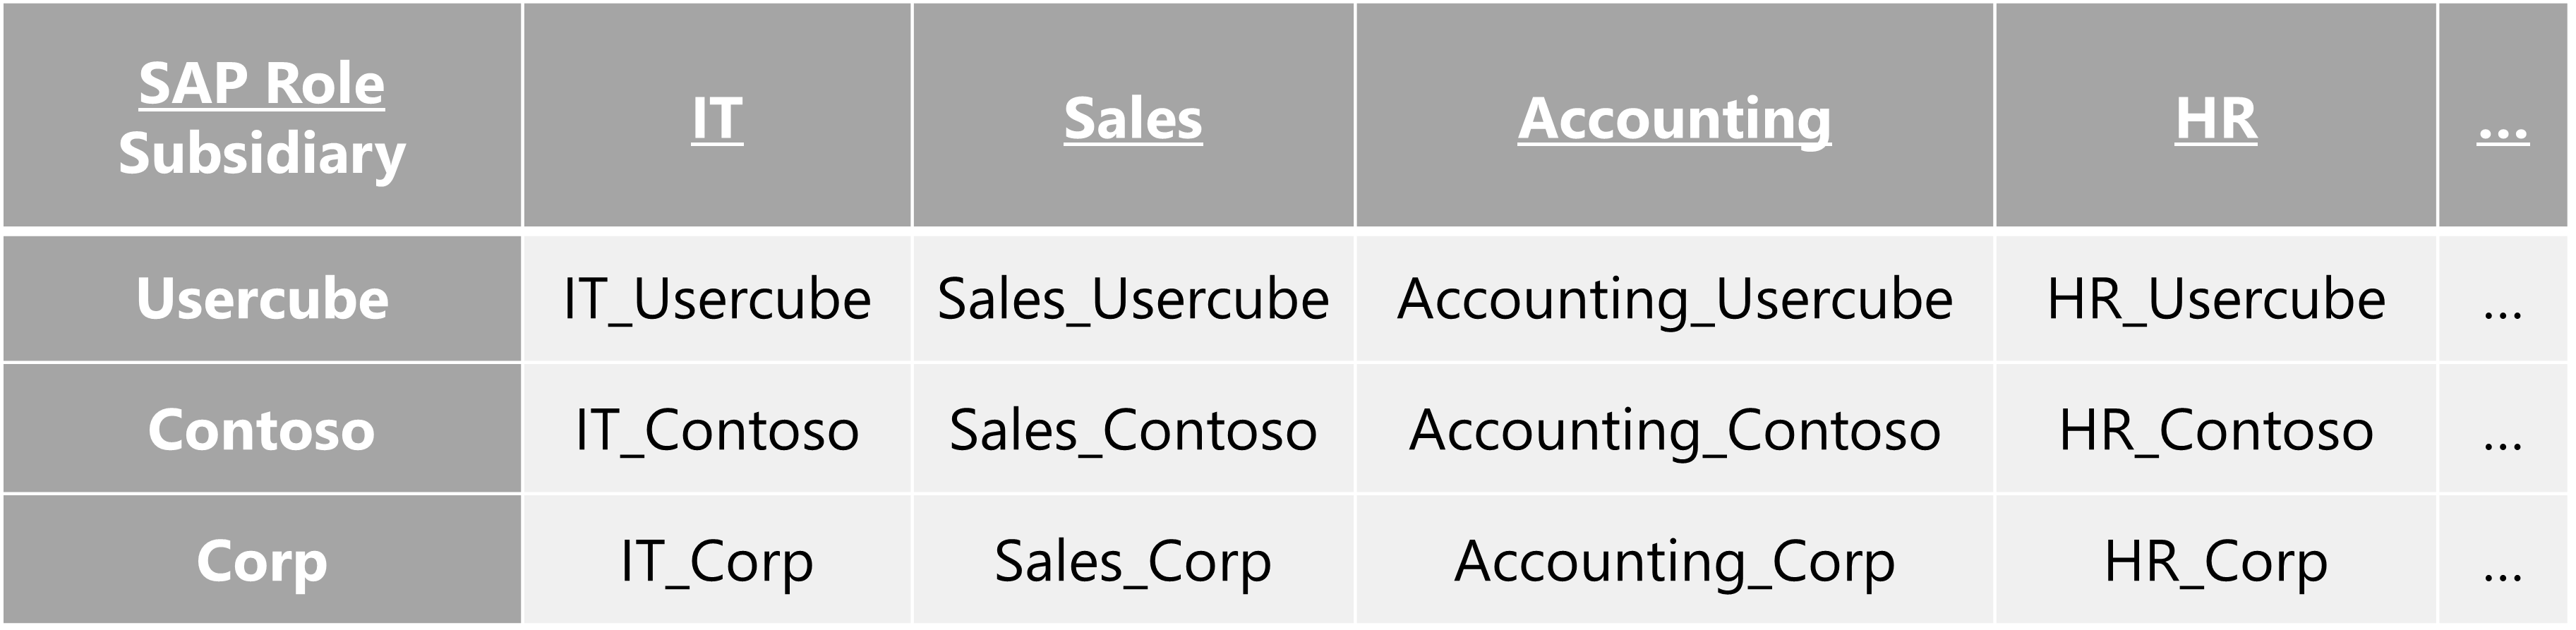 SAP Role
Subsidiary
IT
Sales
Accounting
HR
...
Usercube
IT_Usercube
Sales_Usercube
Accounting_Usercube
HR_Usercube
...
Contoso
IT_Contoso
Sales_Contoso
Accounting_Contoso
HR_Contoso
...
Corp
IT_Corp
Sales_Corp
Accounting_Corp
HR_Corp
...